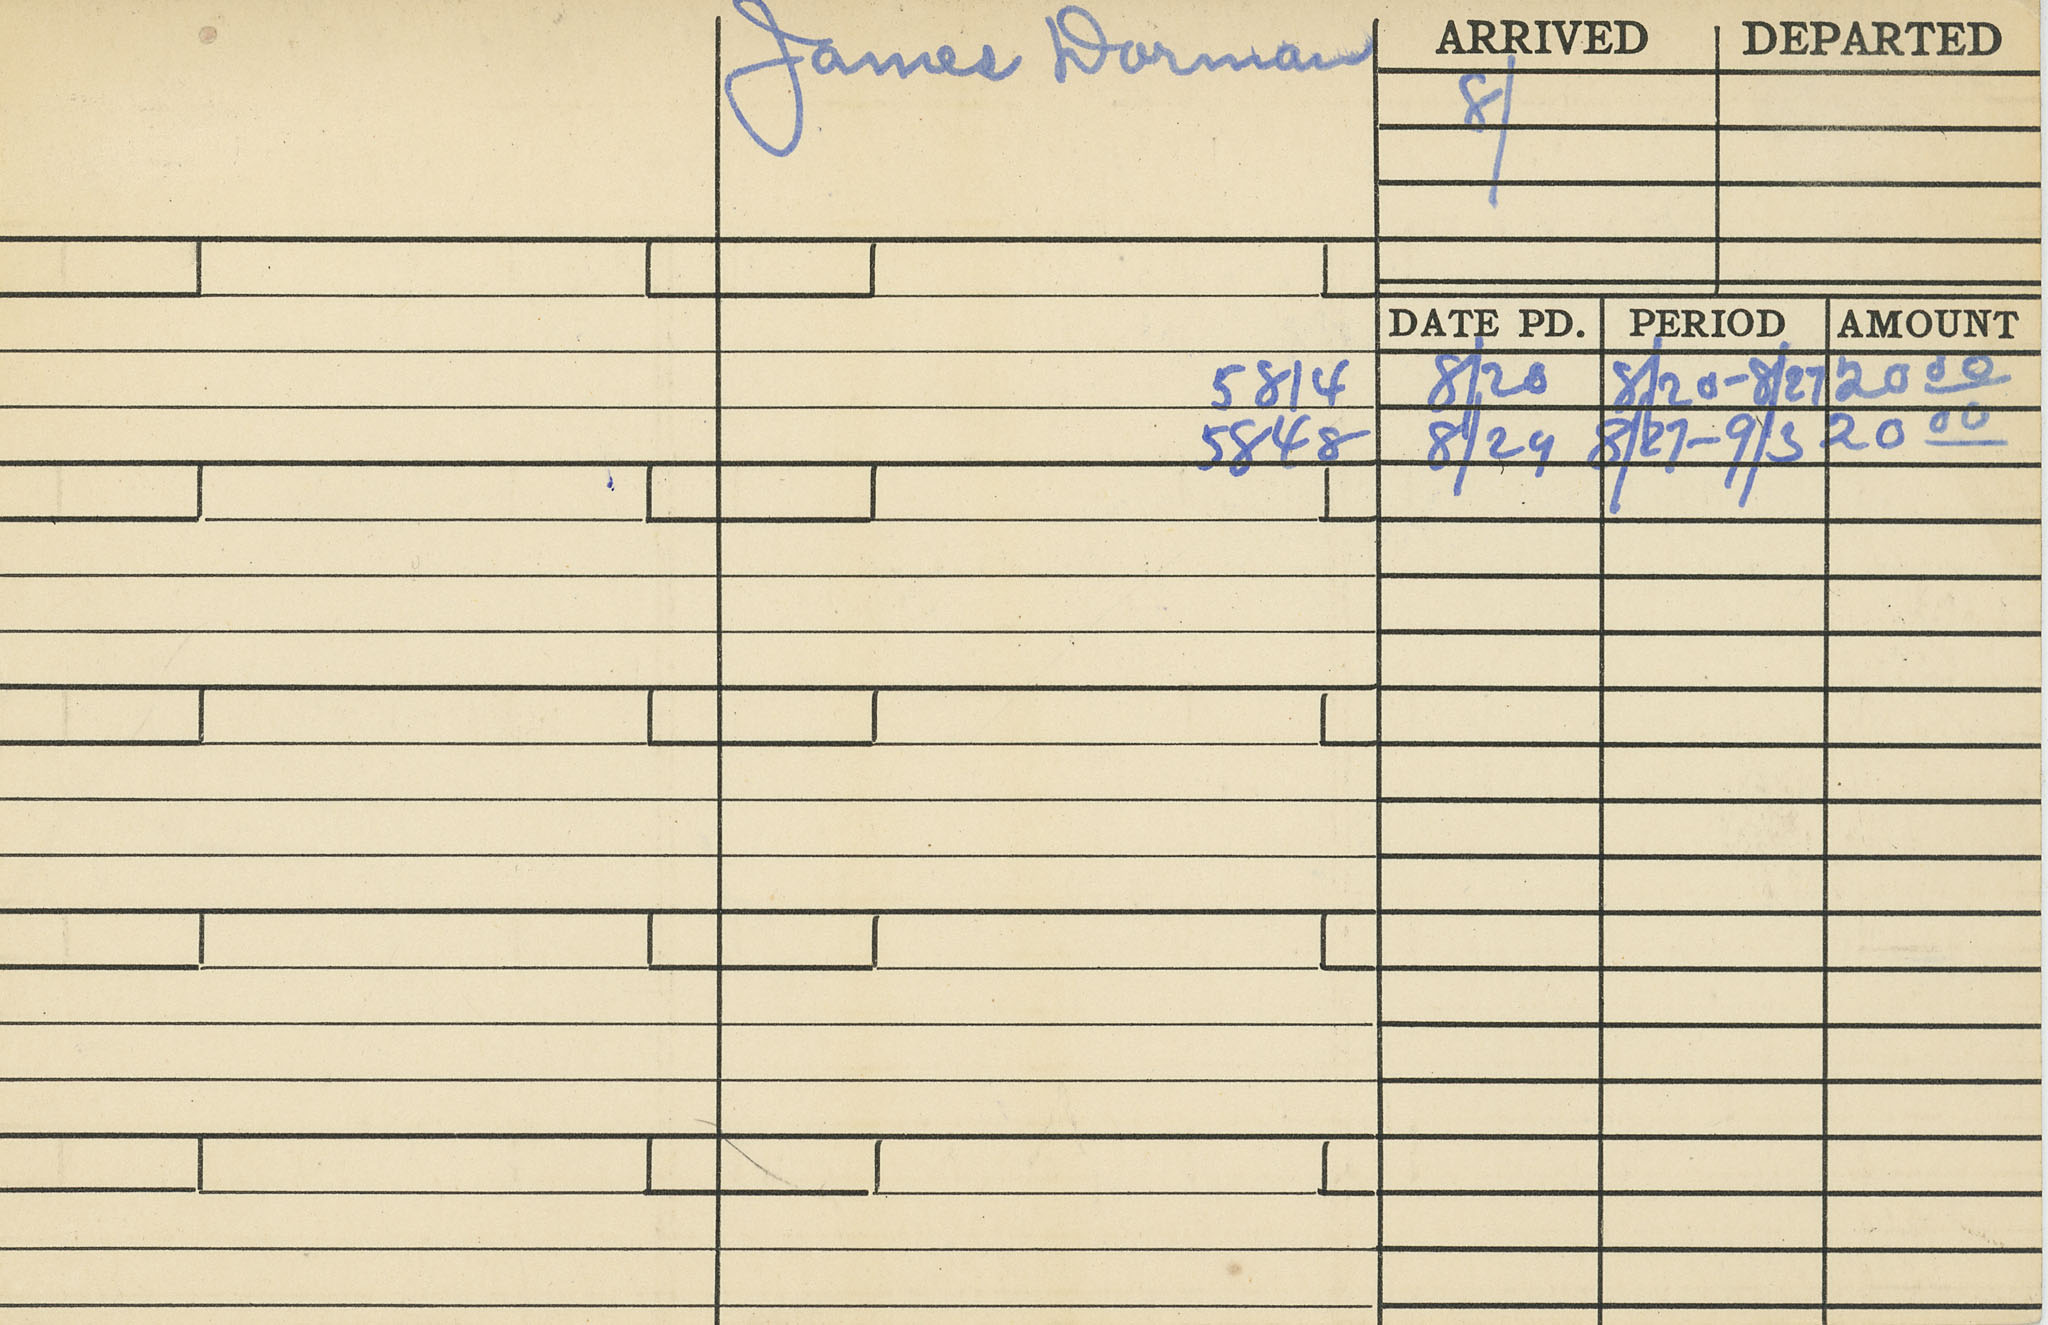 James Dorman
ARRIVED DEPARTED
8/
DATE PD. PERIOD AMOUNT
5814 8/20 8/20-8/27 20 00
5848 8/29 8/27-9/3 20 00